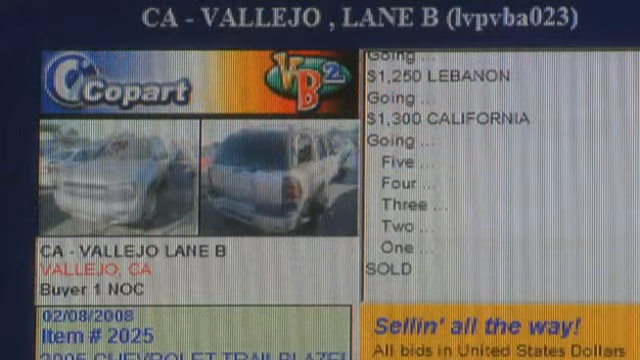 CA - VALLEJO , LANE B (lvpvba023)
Copart
VB2
CA - VALLEJO LANE B
VALLEJO, CA
Buyer 1 NOC
02/08/2008
Item # 2025
CHEVROLET TRAILBLAZE
Going ...
$1,250 LEBANON
Going ...
$1,300 CALIFORNIA
Going ...
Five ...
Four ...
Three ...
Two ...
One ...
SOLD
Sellin' all the way!
All bids in United States Dollars